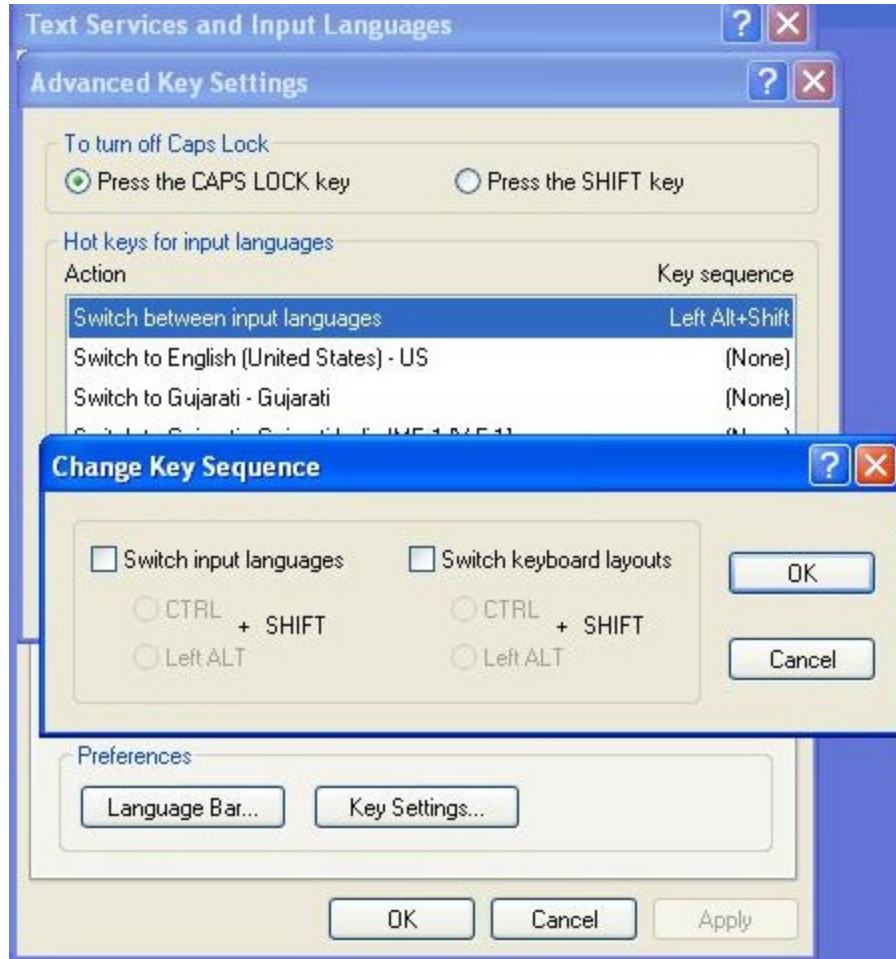 Text Services and Input Languages
Advanced Key Settings
To turn off Caps Lock
Press the CAPS LOCK key Press the SHIFT key
Hot keys for input languages
Action Key sequence
Switch between input languages Left Alt+Shift
Switch to English (United States) - US (None)
Switch to Gujarati - Gujarati (None)
Change Key Sequence
Switch input languages Switch keyboard layouts
OK
CTRL CTRL
+ SHIFT + SHIFT
Left ALT Left ALT
Cancel
Preferences
Language Bar... Key Settings...
OK Cancel Apply